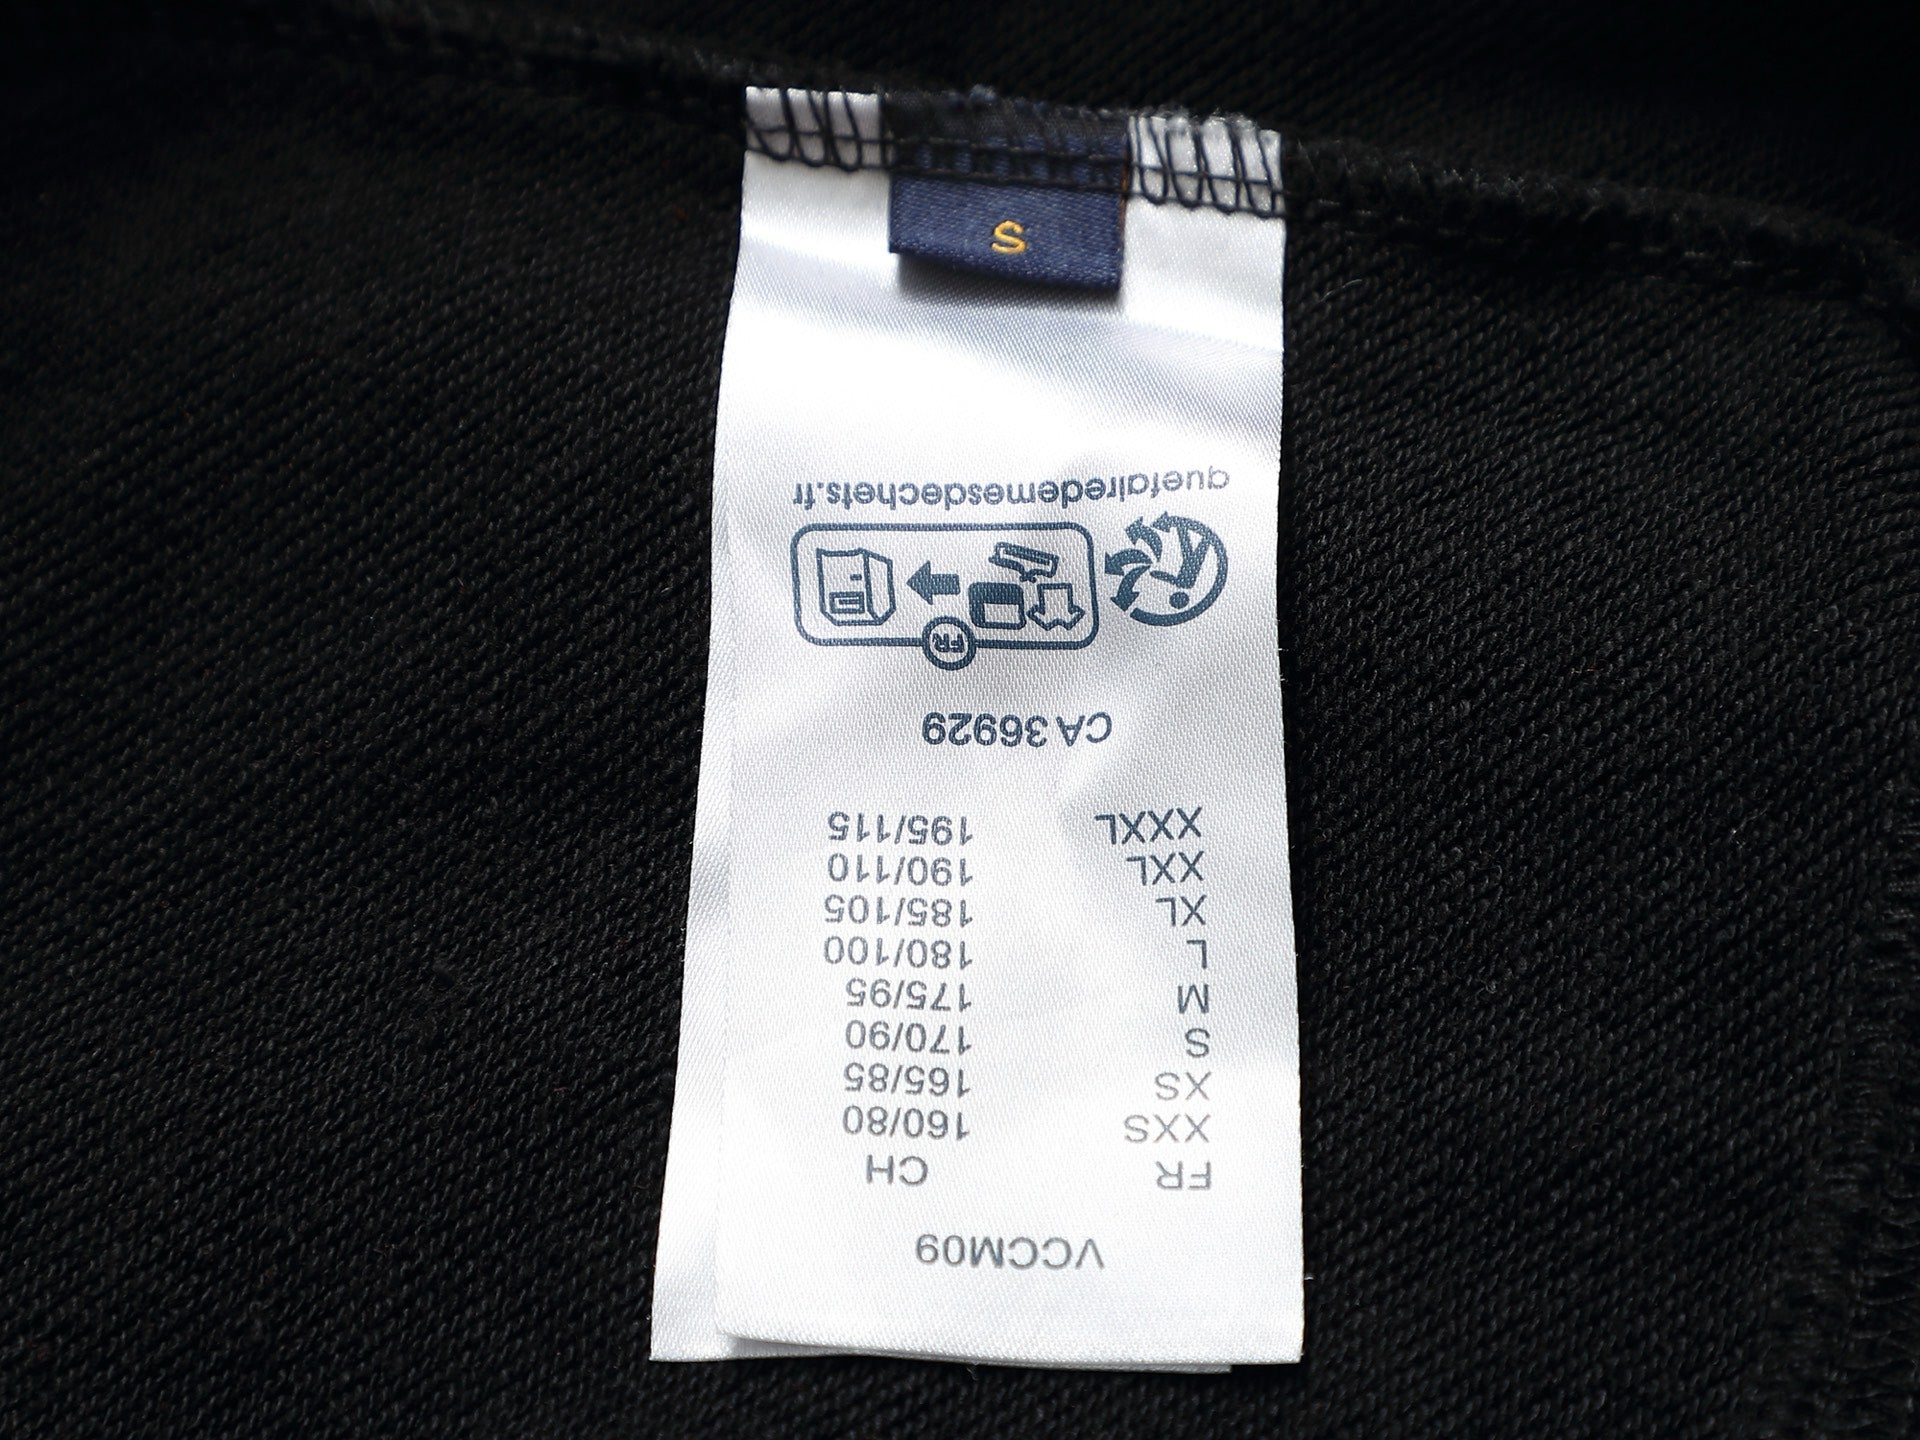 VCCM09
FR CH
XXS 160/80
XS 165/85
S 170/90
M 175/95
L 180/100
XL 185/105
XXL 190/110
XXXL 195/115
CA 36929
FR
quefairedemesdechets.fr
S